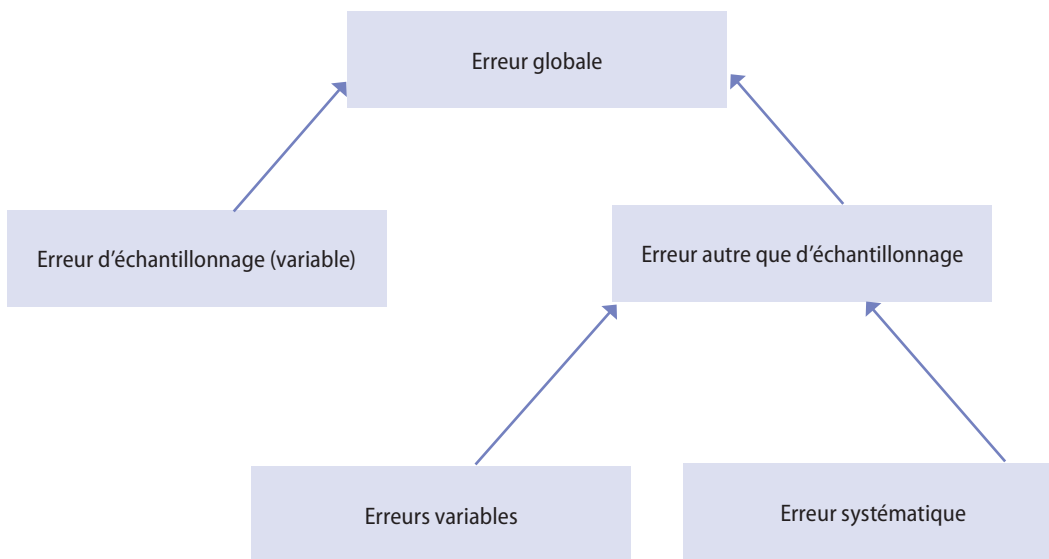 Erreur globale
Erreur d’échantillonnage (variable)
Erreur autre que d’échantillonnage
Erreurs variables
Erreur systématique